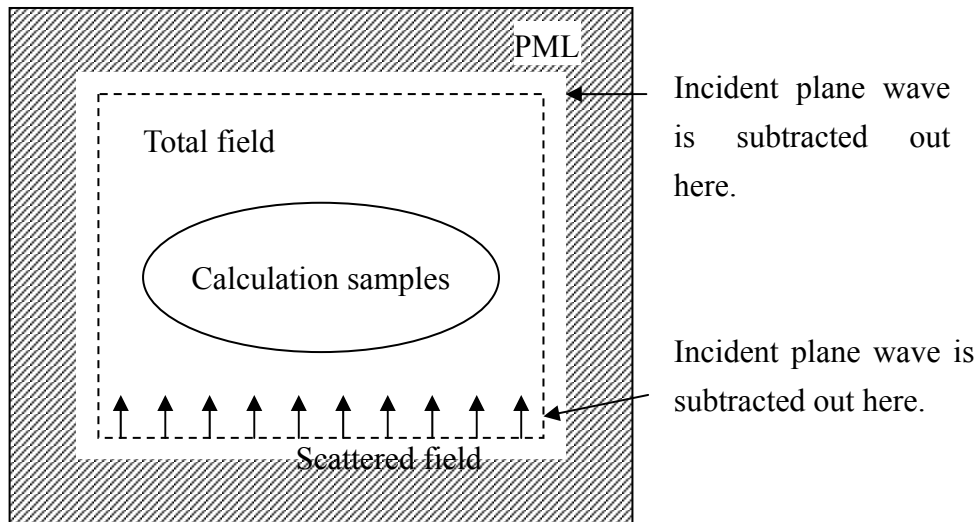 PML
Total field
Calculation samples
Scattered field
Incident plane wave
is subtracted out
here.
Incident plane wave is
subtracted out here.